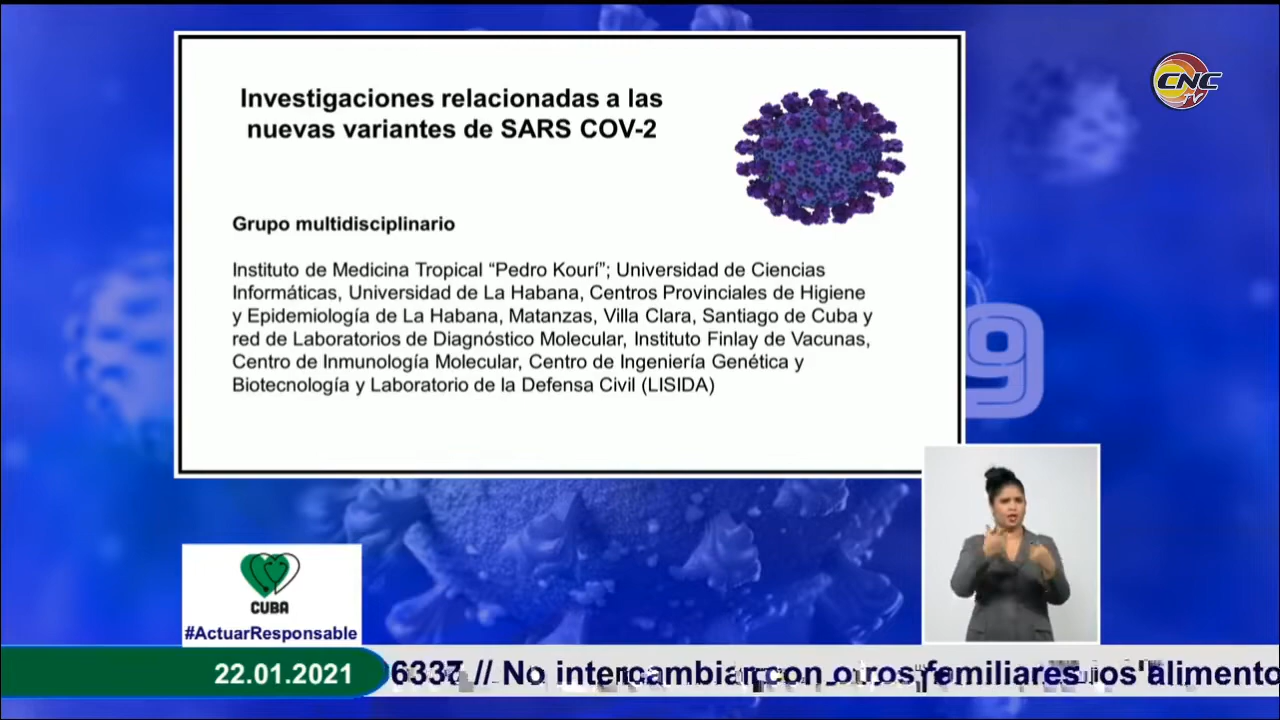 CNC
TV
Investigaciones relacionadas a las
nuevas variantes de SARS COV-2
Grupo multidisciplinario
Instituto de Medicina Tropical “Pedro Kourí”; Universidad de Ciencias
Informáticas, Universidad de La Habana, Centros Provinciales de Higiene
y Epidemiología de La Habana, Matanzas, Villa Clara, Santiago de Cuba y
red de Laboratorios de Diagnóstico Molecular, Instituto Finlay de Vacunas,
Centro de Inmunología Molecular, Centro de Ingeniería Genética y
Biotecnología y Laboratorio de la Defensa Civil (LISIDA)
9
CUBA
#ActuarResponsable
22.01.2021
6337 // No intercambiar con otros familiares los alimento